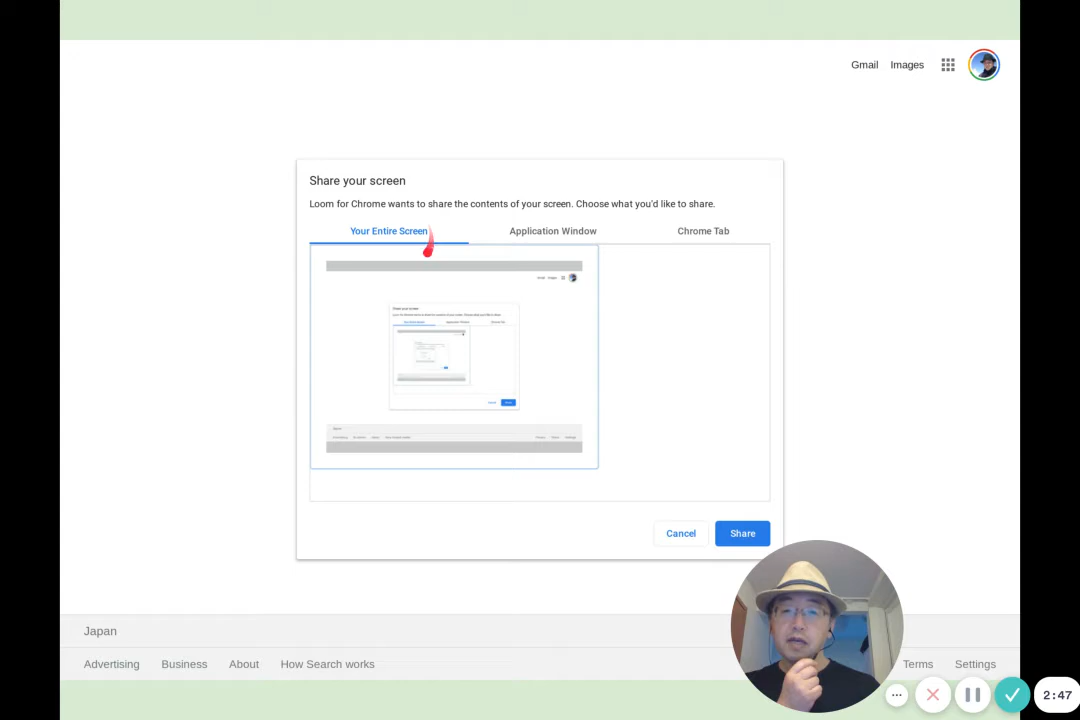 Gmail Images
Share your screen
Loom for Chrome wants to share the contents of your screen. Choose what you'd like to share.
Your Entire Screen Application Window Chrome Tab
Cancel Share
Japan
Advertising Business About How Search works Terms Settings
2:47